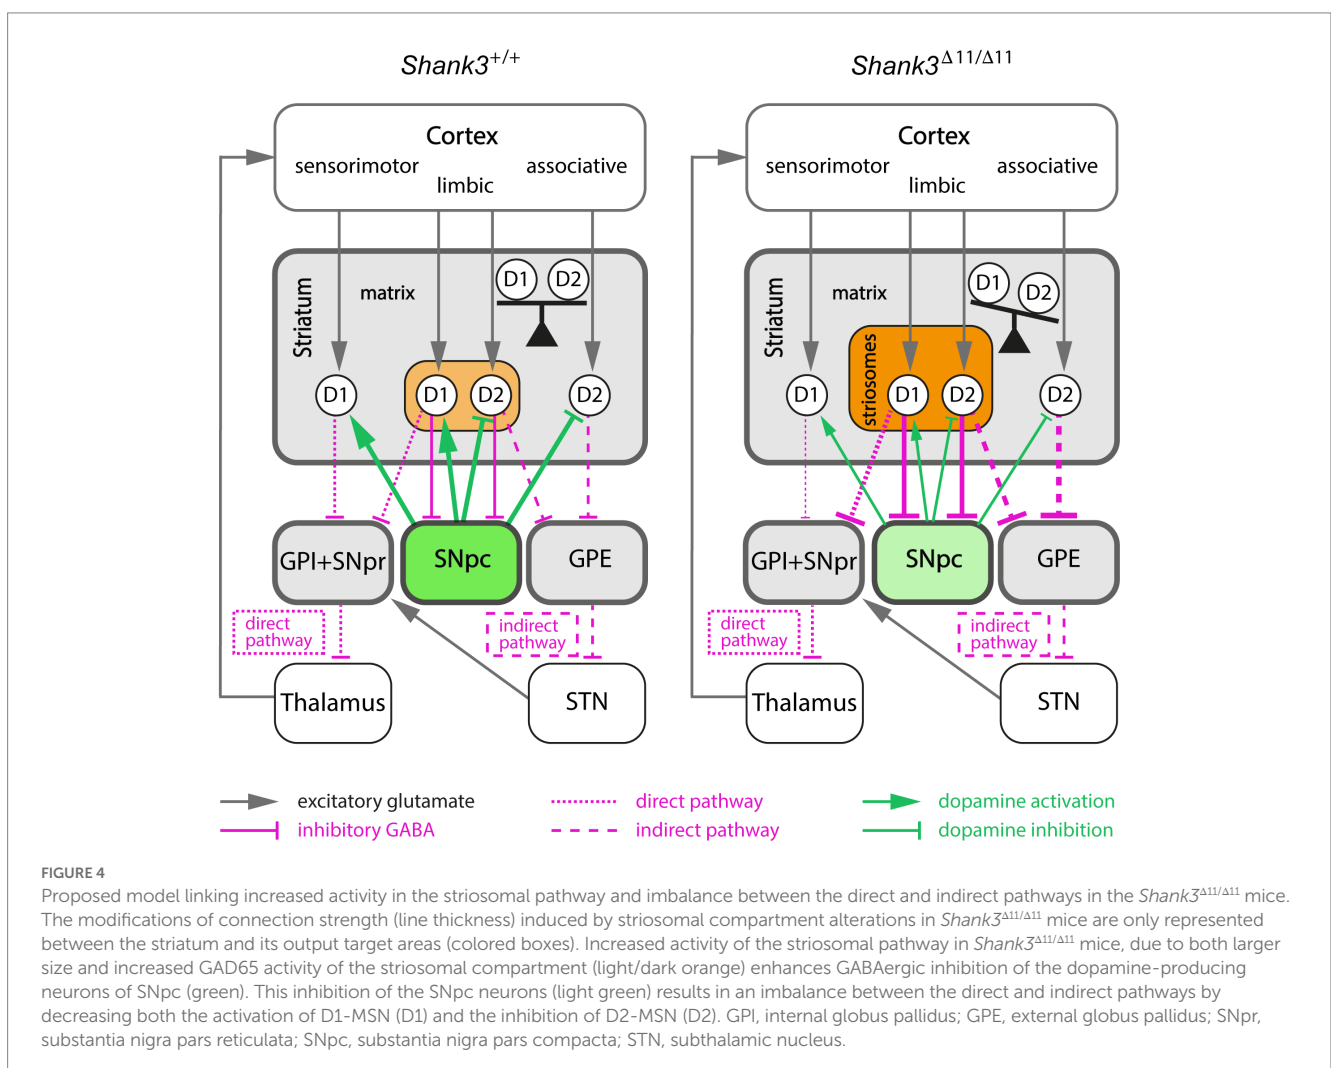 Shank3+/+
Cortex
sensorimotor
limbic
associative
Striatum
matrix
D1
D2
D1
D1
D2
D2
GPI+SNpr
SNpc
GPE
direct
pathway
indirect
pathway
Thalamus
STN
Shank3Δ11/Δ11
Cortex
sensorimotor
limbic
associative
Striatum
matrix
D1
D2
striosomes
D1
D1
D2
D2
GPI+SNpr
SNpc
GPE
direct
pathway
indirect
pathway
Thalamus
STN
excitatory glutamate
inhibitory GABA
direct pathway
indirect pathway
dopamine activation
dopamine inhibition
FIGURE 4
Proposed model linking increased activity in the striosomal pathway and imbalance between the direct and indirect pathways in the Shank3Δ11/Δ11 mice.
The modifications of connection strength (line thickness) induced by striosomal compartment alterations in Shank3Δ11/Δ11 mice are only represented
between the striatum and its output target areas (colored boxes). Increased activity of the striosomal pathway in Shank3Δ11/Δ11 mice, due to both larger
size and increased GAD65 activity of the striosomal compartment (light/dark orange) enhances GABAergic inhibition of the dopamine-producing
neurons of SNpc (green). This inhibition of the SNpc neurons (light green) results in an imbalance between the direct and indirect pathways by
decreasing both the activation of D1-MSN (D1) and the inhibition of D2-MSN (D2). GPI, internal globus pallidus; GPE, external globus pallidus; SNpr,
substantia nigra pars reticulata; SNpc, substantia nigra pars compacta; STN, subthalamic nucleus.